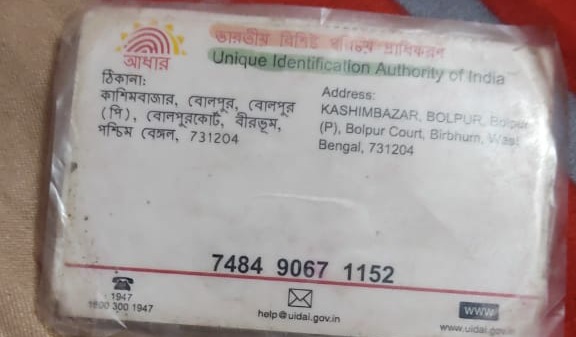 আধার
ভারতীয় বিশিষ্ট পরিচয় প্রাধিকরণ
Unique Identification Authority of India
ঠিকানা:
কাশিমবাজার, বোলপুর, বোলপুর
(পি), বোলপুরকোর্ট, বীরভূম,
পশ্চিম বেঙ্গল, 731204
Address:
KASHIMBAZAR, BOLPUR, Bolpur
(P), Bolpur Court, Birbhum, West
Bengal, 731204
7484 9067 1152
1947
1800 300 1947
help@uidai.gov.in
www
www.uidai.gov.in